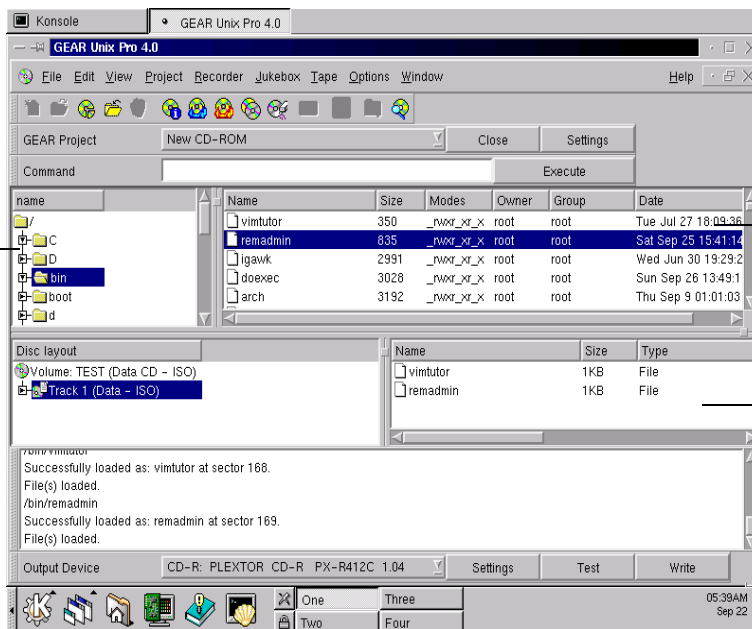 Konsole
GEAR Unix Pro 4.0
GEAR Unix Pro 4.0
File Edit View Project Recorder Jukebox Tape Options Window Help
GEAR Project New CD-ROM Close Settings
Command Execute
name
/
C
D
bin
boot
d
Name Size Modes Owner Group Date
vimtutor 350 _rwxr_xr_x root root Tue Jul 27 18:09:36
remadmin 835 _rwxr_xr_x root root Sat Sep 25 15:41:14
igawk 2991 _rwxr_xr_x root root Wed Jun 30 19:29:2
doexec 3028 _rwxr_xr_x root root Sun Sep 26 13:49:1
arch 3192 _rwxr_xr_x root root Thu Sep 9 01:01:03
Disc layout
Volume: TEST (Data CD - ISO)
Track 1 (Data - ISO)
Name Size Type
vimtutor 1KB File
remadmin 1KB File
/bin/vimtutor
Successfully loaded as: vimtutor at sector 168.
File(s) loaded.
/bin/remadmin
Successfully loaded as: remadmin at sector 169.
File(s) loaded.
Output Device CD-R: PLEXTOR CD-R PX-R412C 1.04 Settings Test Write
One Three
Two Four
05:39AM
Sep 22